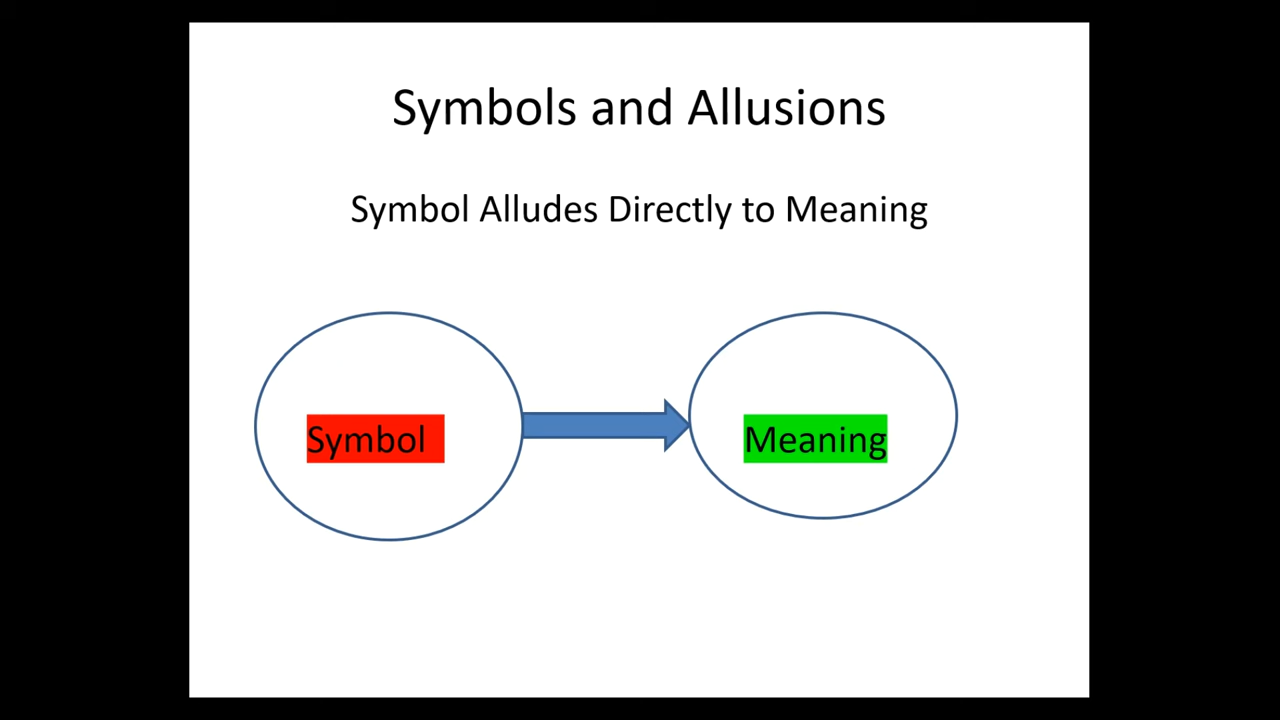 Symbols and Allusions
Symbol Alludes Directly to Meaning
Symbol
Meaning